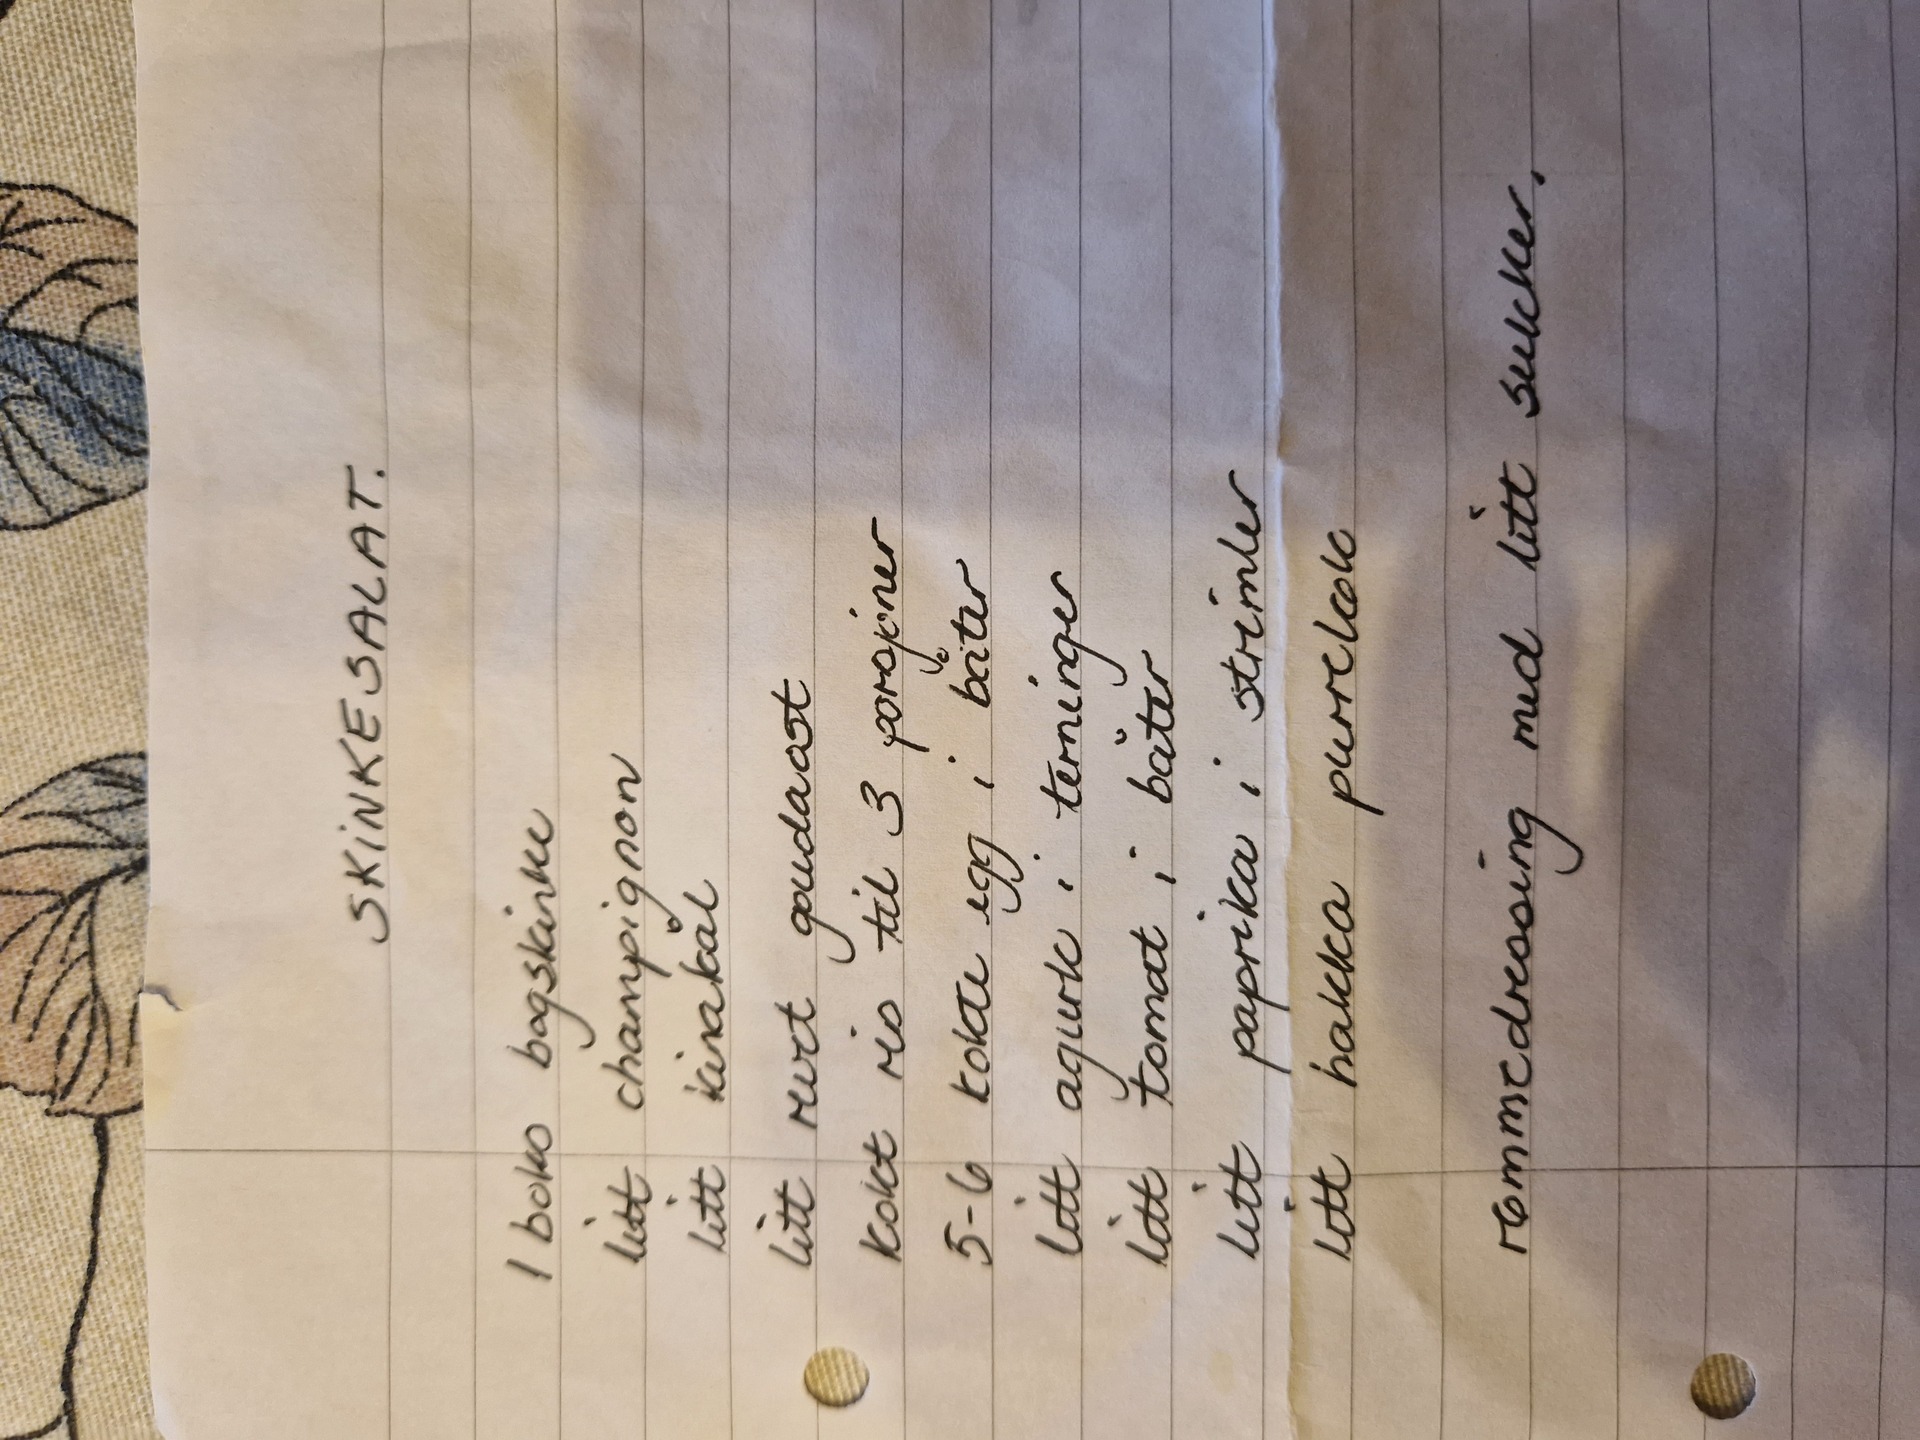 SKINKESALAT.
1 boks bogskinke
litt champignon
litt kinakål
litt revet goudaost
kokt ris til 3 porsjoner
5-6 kokte egg i båter
litt agurk i terninger
litt tomat i båter
litt paprika i strimler
litt hakka purreløk
rømmedressing med litt sukker.